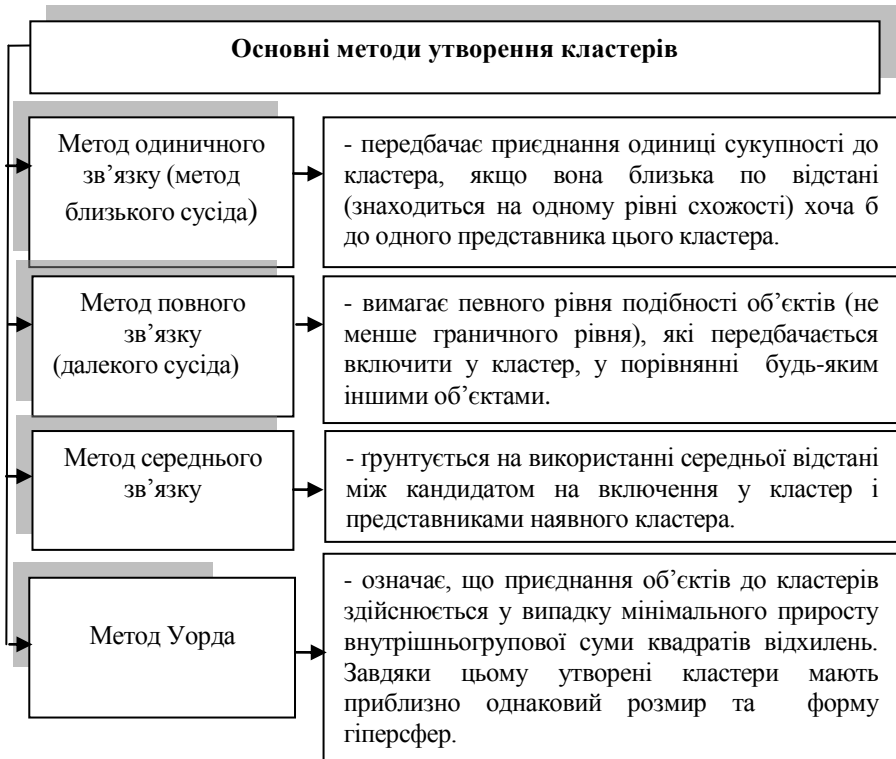 Основні методи утворення кластерів
Метод одиничного
зв’язку (метод
близького сусіда)
- передбачає приєднання одиниці сукупності до
кластера, якщо вона близька по відстані
(знаходиться на одному рівні схожості) хоча б
до одного представника цього кластера.
Метод повного
зв’язку
(далекого сусіда)
- вимагає певного рівня подібності об’єктів (не
менше граничного рівня), які передбачається
включити у кластер, у порівнянні будь-яким
іншими об’єктами.
Метод середнього
зв’язку
- ґрунтується на використанні середньої відстані
між кандидатом на включення у кластер і
представниками наявного кластера.
Метод Уорда
- означає, що приєднання об’єктів до кластерів
здійснюється у випадку мінімального приросту
внутрішньогрупової суми квадратів відхилень.
Завдяки цьому утворені кластери мають
приблизно однаковий розмир та форму
гіперсфер.